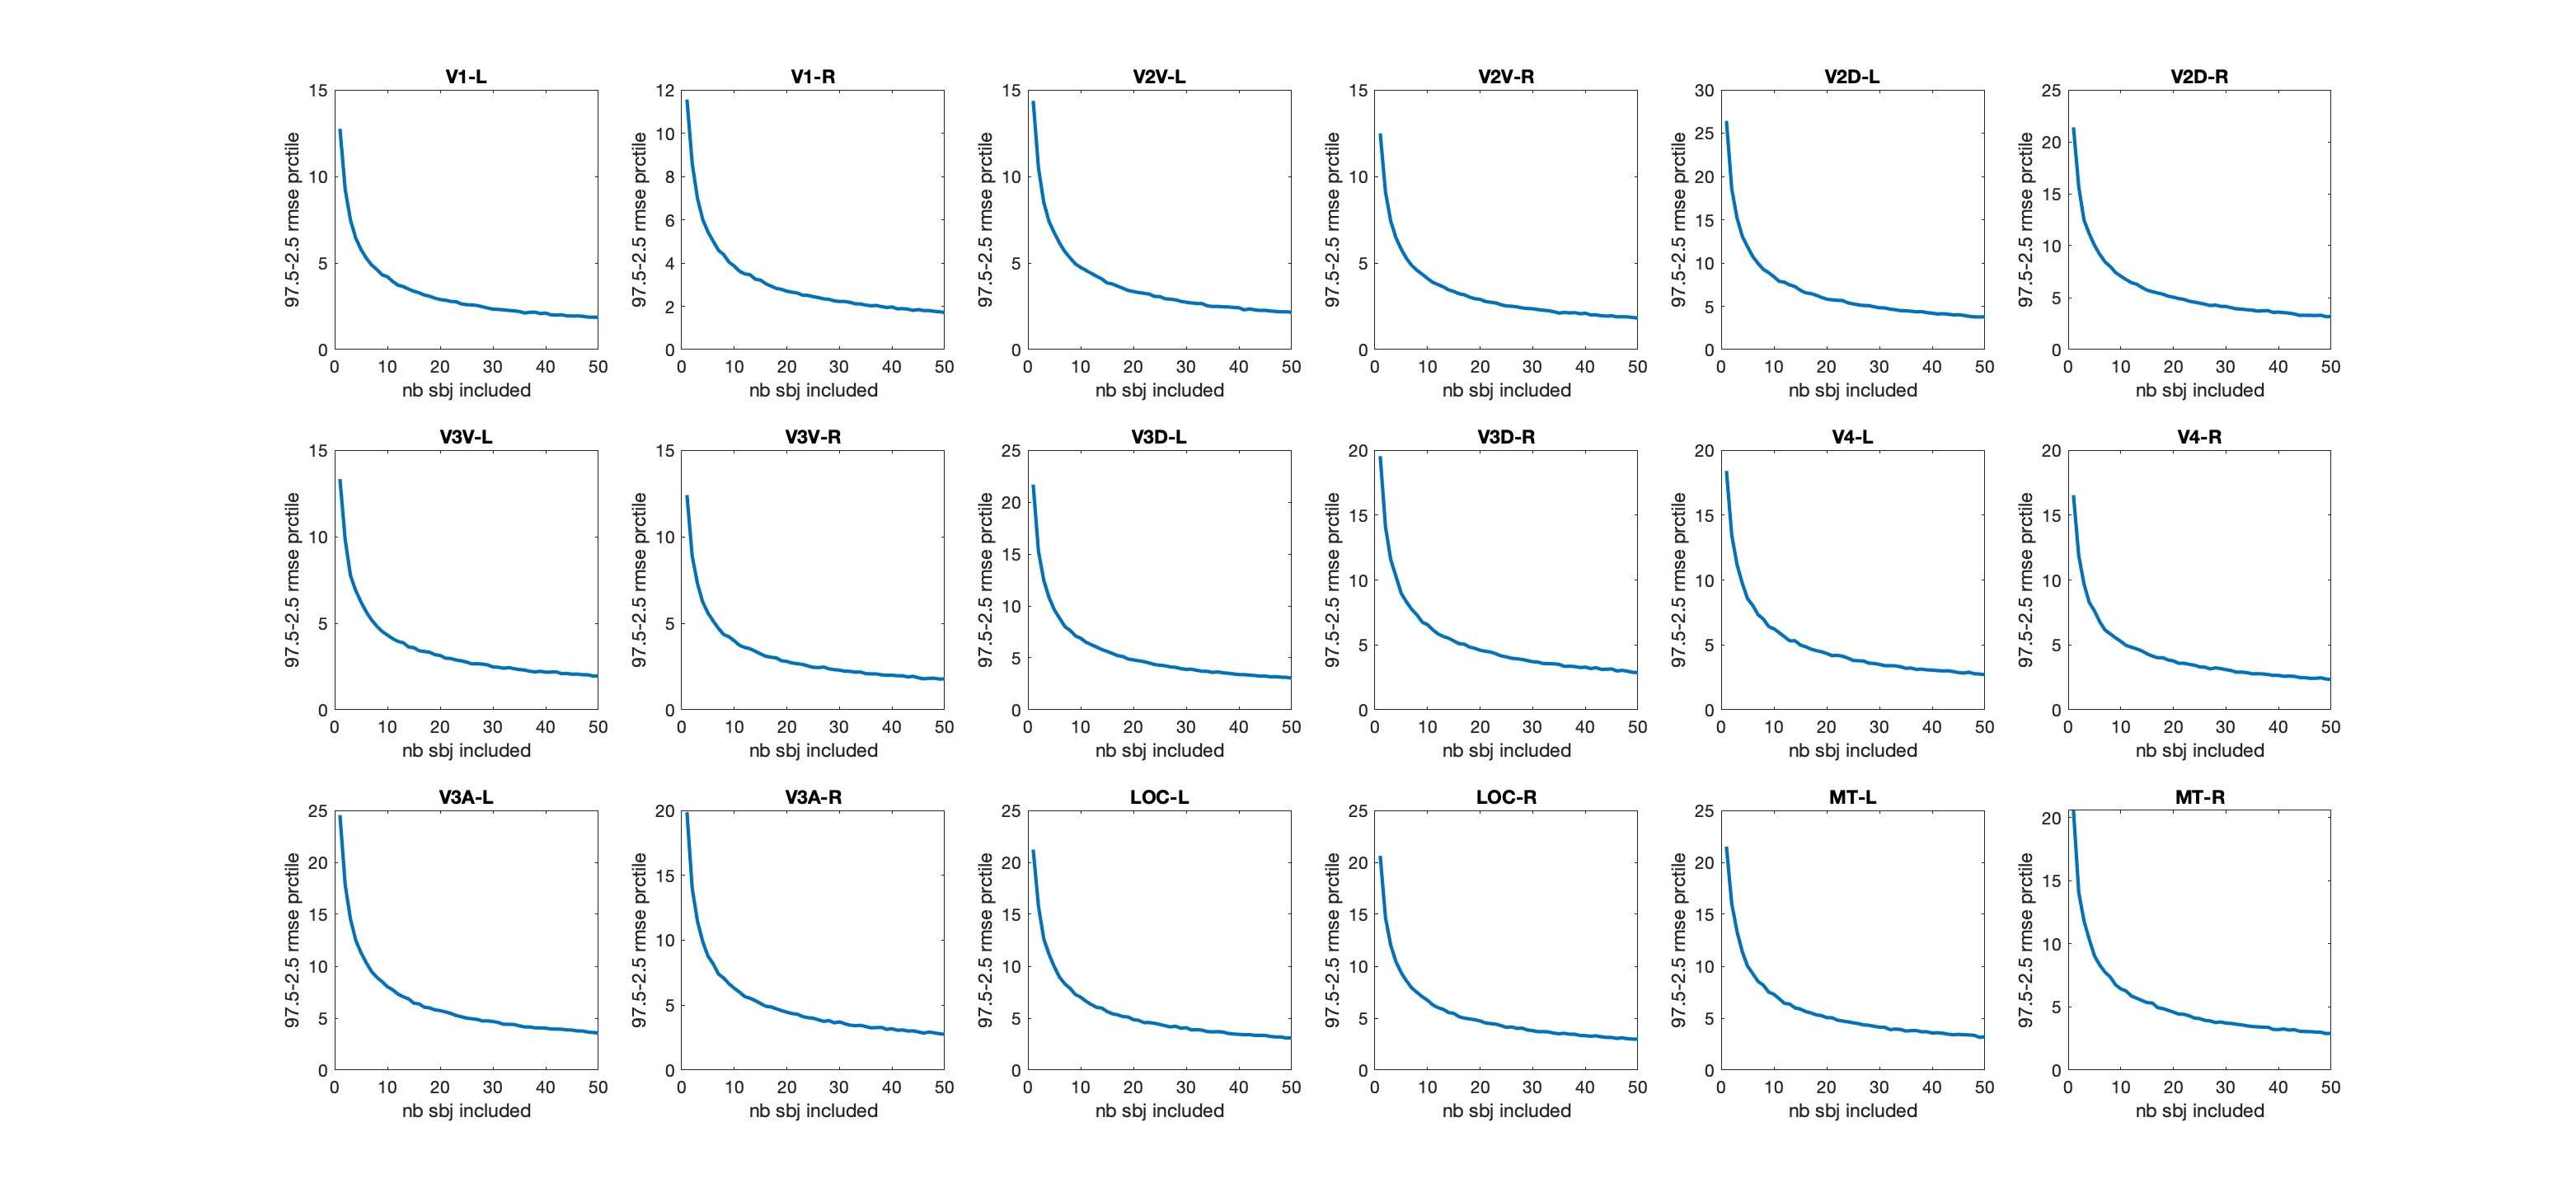 V1-L
15
10
5
0
0 10 20 30 40 50
97.5-2.5 rmse prctile
nb sbj included
V1-R
12
10
8
6
4
2
0
0 10 20 30 40 50
97.5-2.5 rmse prctile
nb sbj included
V2V-L
15
10
5
0
0 10 20 30 40 50
97.5-2.5 rmse prctile
nb sbj included
V2V-R
15
10
5
0
0 10 20 30 40 50
97.5-2.5 rmse prctile
nb sbj included
V2D-L
30
25
20
15
10
5
0
0 10 20 30 40 50
97.5-2.5 rmse prctile
nb sbj included
V2D-R
25
20
15
10
5
0
0 10 20 30 40 50
97.5-2.5 rmse prctile
nb sbj included
V3V-L
15
10
5
0
0 10 20 30 40 50
97.5-2.5 rmse prctile
nb sbj included
V3V-R
15
10
5
0
0 10 20 30 40 50
97.5-2.5 rmse prctile
nb sbj included
V3D-L
25
20
15
10
5
0
0 10 20 30 40 50
97.5-2.5 rmse prctile
nb sbj included
V3D-R
20
15
10
5
0
0 10 20 30 40 50
97.5-2.5 rmse prctile
nb sbj included
V4-L
20
15
10
5
0
0 10 20 30 40 50
97.5-2.5 rmse prctile
nb sbj included
V4-R
20
15
10
5
0
0 10 20 30 40 50
97.5-2.5 rmse prctile
nb sbj included
V3A-L
25
20
15
10
5
0
0 10 20 30 40 50
97.5-2.5 rmse prctile
nb sbj included
V3A-R
20
15
10
5
0
0 10 20 30 40 50
97.5-2.5 rmse prctile
nb sbj included
LOC-L
25
20
15
10
5
0
0 10 20 30 40 50
97.5-2.5 rmse prctile
nb sbj included
LOC-R
25
20
15
10
5
0
0 10 20 30 40 50
97.5-2.5 rmse prctile
nb sbj included
MT-L
25
20
15
10
5
0
0 10 20 30 40 50
97.5-2.5 rmse prctile
nb sbj included
MT-R
20
15
10
5
0
0 10 20 30 40 50
97.5-2.5 rmse prctile
nb sbj included